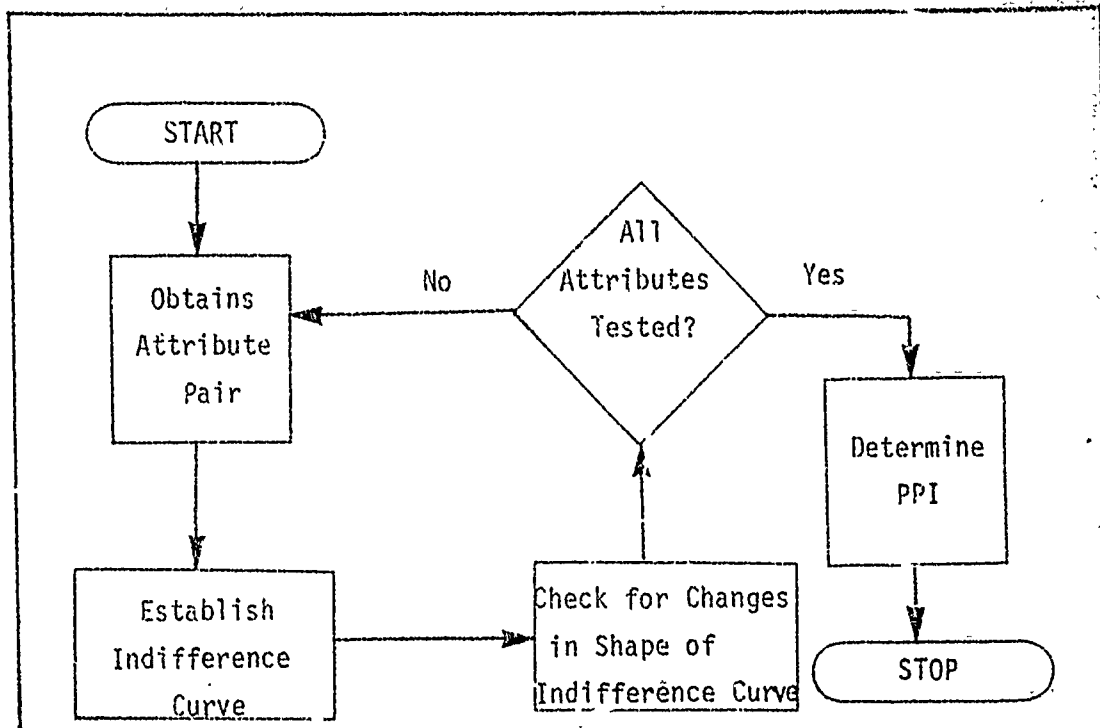 START
Obtains
Attribute
Pair
Establish
Indifference
Curve
Check for Changes
in Shape of
Indifference Curve
All
Attributes
Tested?
No
Yes
Determine
PPI
STOP